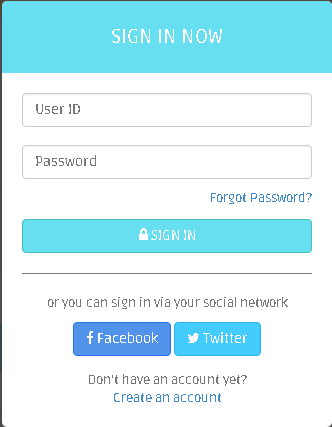 SIGN IN NOW
User ID
Password
Forgot Password?
SIGN IN
or you can sign in via your social network
Facebook Twitter
Don't have an account yet?
Create an account